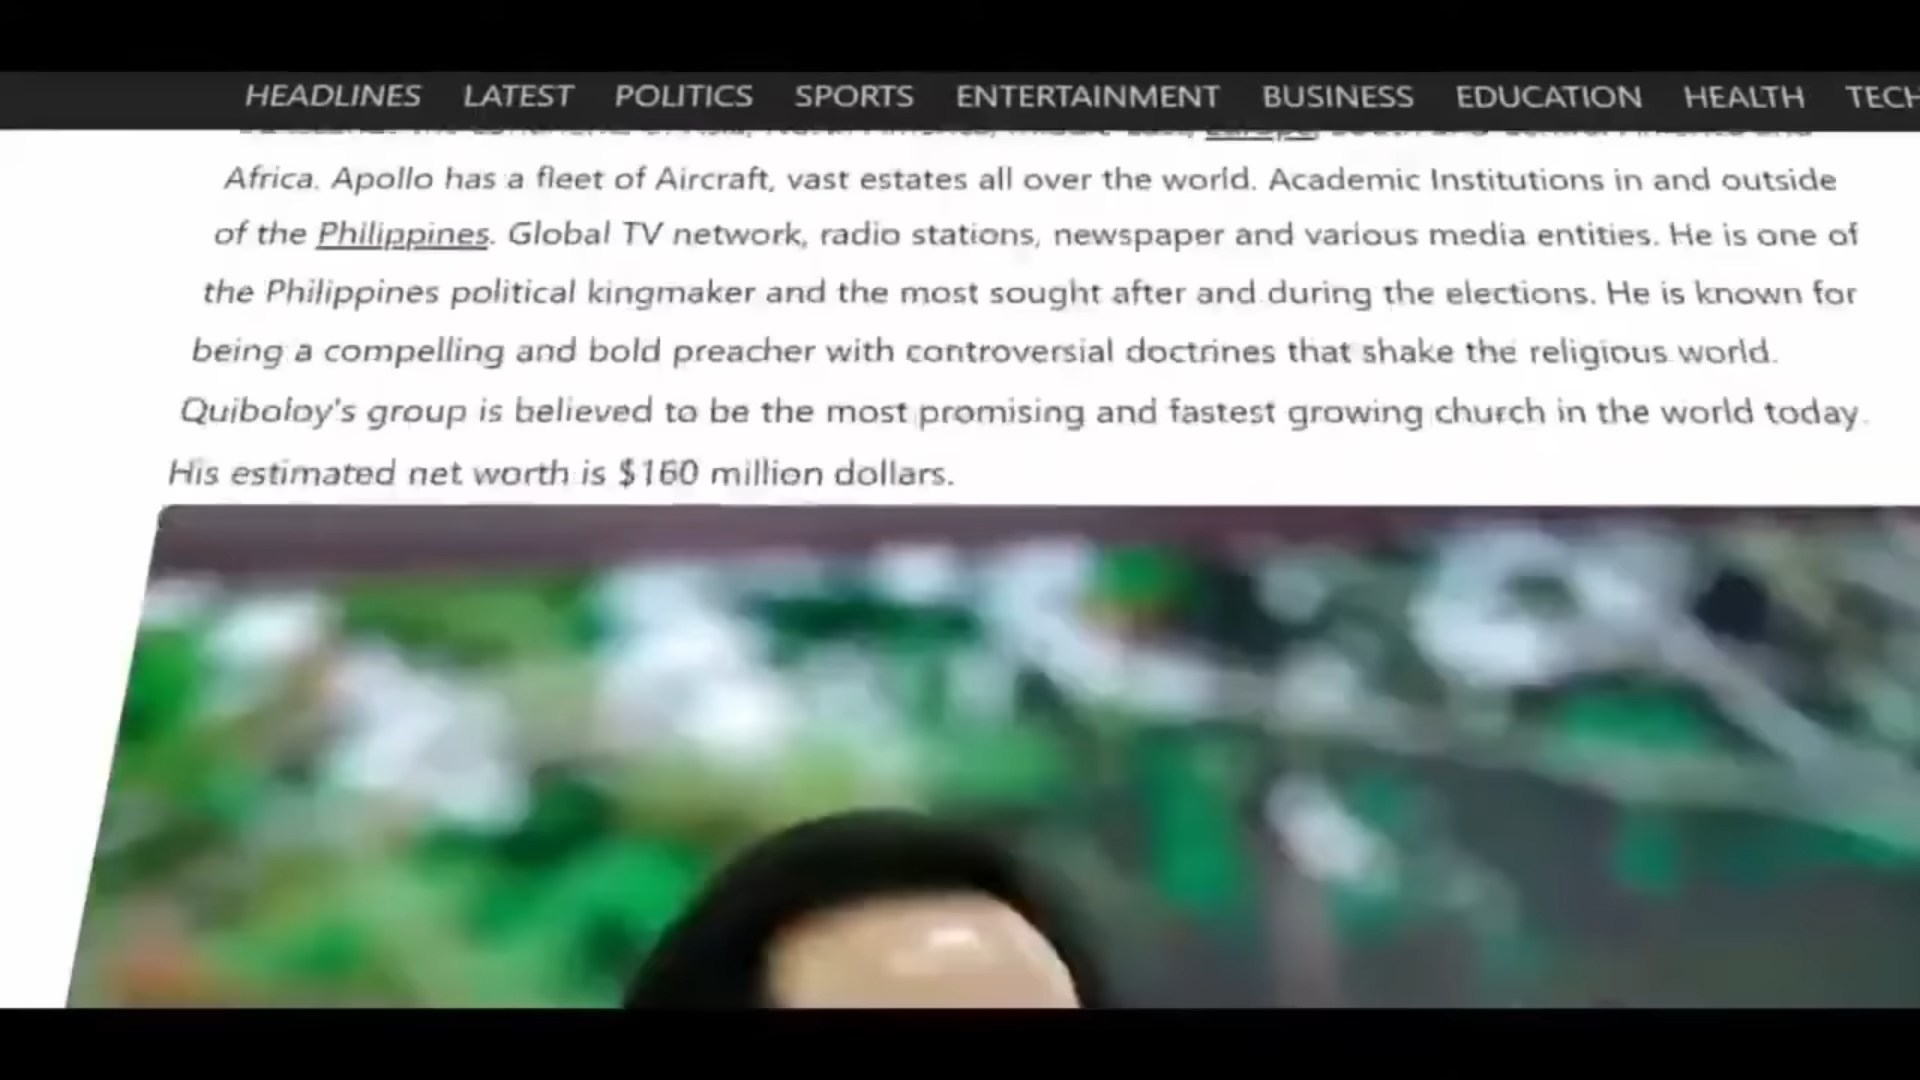 HEADLINES LATEST POLITICS SPORTS ENTERTAINMENT BUSINESS EDUCATION HEALTH TECH
Europe,
Africa. Apollo has a fleet of Aircraft, vast estates all over the world. Academic Institutions in and outside
of the Philippines. Global TV network, radio stations, newspaper and various media entities. He is one of
the Philippines political kingmaker and the most sought after and during the elections. He is known for
being a compelling and bold preacher with controversial doctrines that shake the religious world.
Quiboloy's group is believed to be the most promising and fastest growing church in the world today.
His estimated net worth is $160 million dollars.